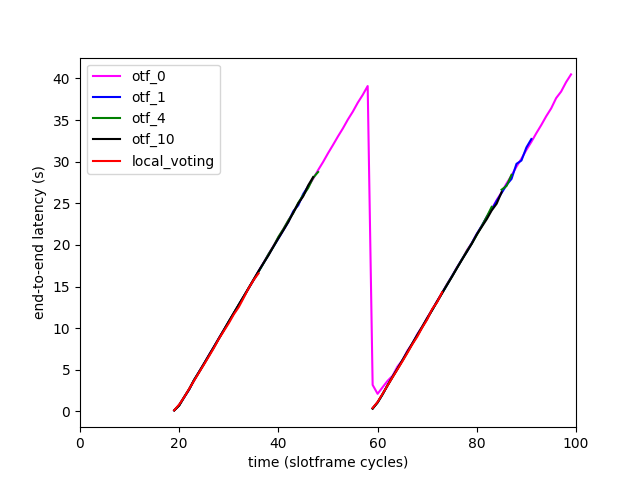 otf_0
otf_1
otf_4
otf_10
local_voting
40
35
30
25
20
15
10
5
0
end-to-end latency (s)
0 20 40 60 80 100
time (slotframe cycles)